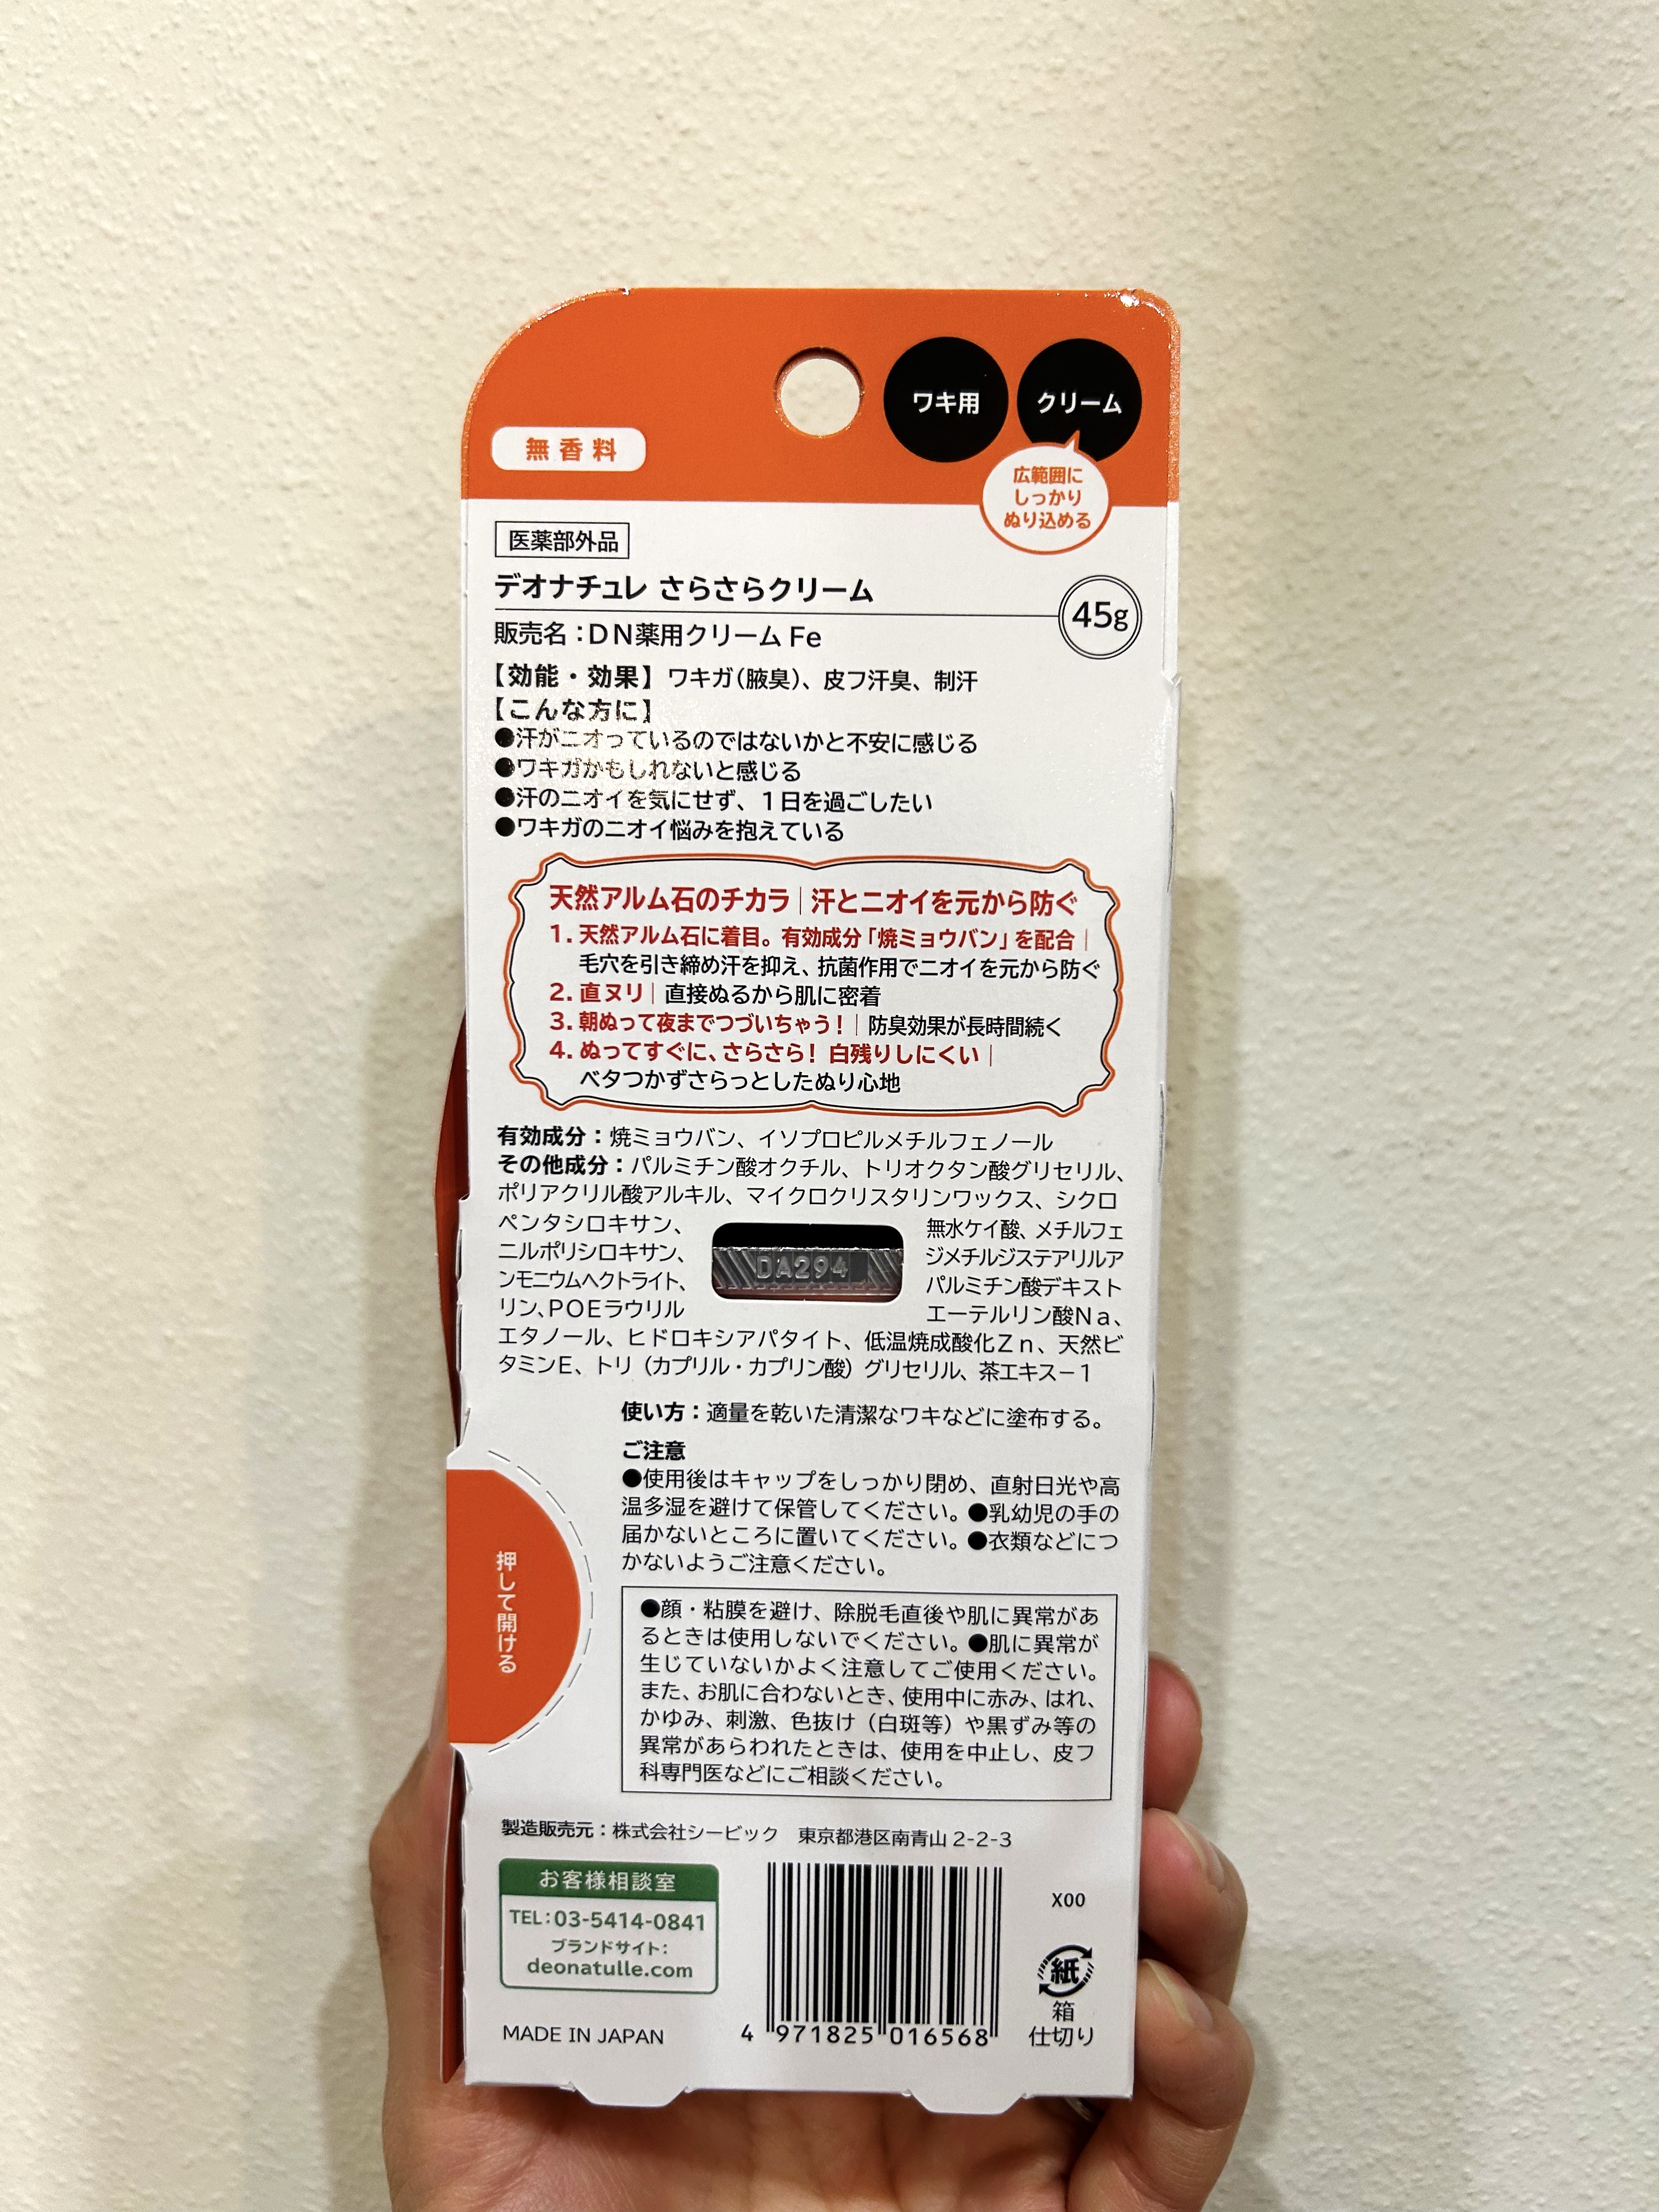 ワキ用
クリーム
無香料
広範囲に
しっかり
ぬり込める
医薬部外品
デオナチュレ さらさらクリーム
45g
販売名：DN薬用クリームFe
【効能・効果】ワキガ（腋臭）、皮フ汗臭、制汗
【こんな方に】
●汗がニオっているのではないかと不安に感じる
●ワキガかもしれないと感じる
●汗のニオイを気にせず、1日を過ごしたい
●ワキガのニオイ悩みを抱えている
天然アルム石のチカラ｜汗とニオイを元から防ぐ
1. 天然アルム石に着目。有効成分「焼ミョウバン」を配合｜
毛穴を引き締め汗を抑え、抗菌作用でニオイを元から防ぐ
2. 直ヌリ｜直接ぬるから肌に密着
3. 朝ぬって夜までつづいちゃう！｜防臭効果が長時間続く
4. ぬってすぐに、さらさら！ 白残りしにくい｜
ベタつかずさらっとしたぬり心地
有効成分：焼ミョウバン、イソプロピルメチルフェノール
その他成分：パルミチン酸オクチル、トリオクタン酸グリセリル、
ポリアクリル酸アルキル、マイクロクリスタリンワックス、シクロ
ペンタシロキサン、 無水ケイ酸、メチルフェ
ニルポリシロキサン、 ジメチルジステアリルア
ンモニウムヘクトライト、 パルミチン酸デキスト
リン、POEラウリル エーテルリン酸Na、
DA294
エタノール、ヒドロキシアパタイト、低温焼成酸化Zn、天然ビ
タミンE、トリ（カプリル・カプリン酸）グリセリル、茶エキス－1
使い方：適量を乾いた清潔なワキなどに塗布する。
ご注意
●使用後はキャップをしっかり閉め、直射日光や高
温多湿を避けて保管してください。●乳幼児の手の
届かないところに置いてください。●衣類などにつ
かないようご注意ください。
押して開ける
●顔・粘膜を避け、除脱毛直後や肌に異常があ
るときは使用しないでください。●肌に異常が
生じていないかよく注意してご使用ください。
また、お肌に合わないとき、使用中に赤み、はれ、
かゆみ、刺激、色抜け（白斑等）や黒ずみ等の
異常があらわれたときは、使用を中止し、皮フ
科専門医などにご相談ください。
製造販売元：株式会社シービック 東京都港区南青山2-2-3
お客様相談室
TEL：03-5414-0841
ブランドサイト：
deonatulle.com
MADE IN JAPAN
4 971825 016568
X00
紙
箱
仕切り